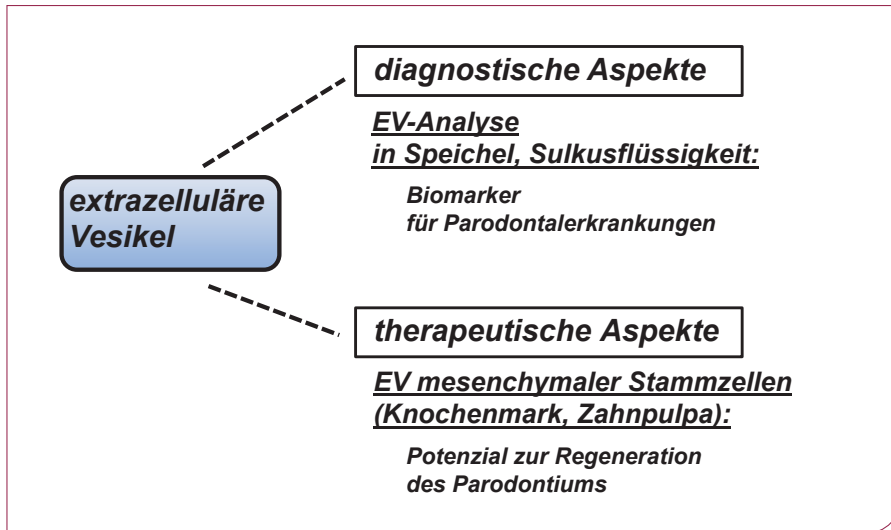 diagnostische Aspekte
EV-Analyse
in Speichel, Sulkusflüssigkeit:
Biomarker
für Parodontalerkrankungen
extrazelluläre
Vesikel
therapeutische Aspekte
EV mesenchymaler Stammzellen
(Knochenmark, Zahnpulpa):
Potenzial zur Regeneration
des Parodontiums